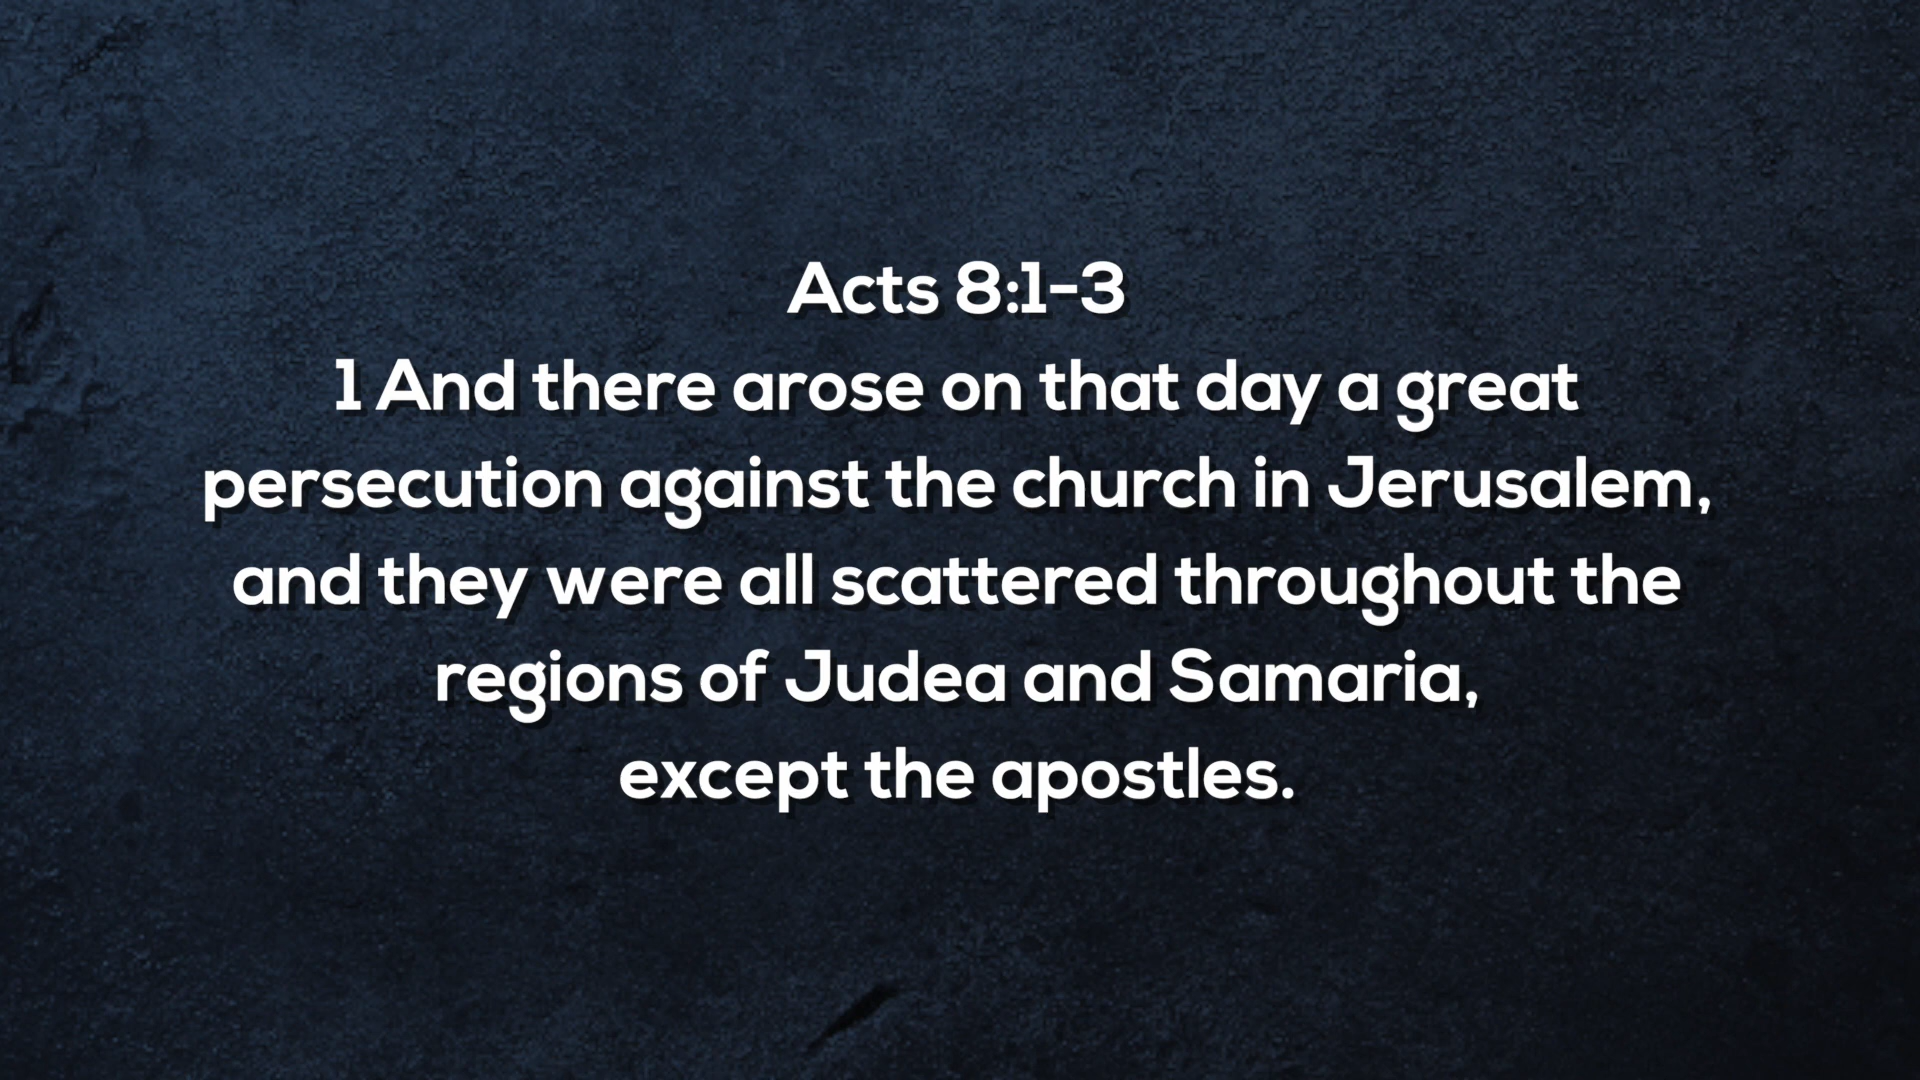 Acts 8:1-3
1 And there arose on that day a great
persecution against the church in Jerusalem,
and they were all scattered throughout the
regions of Judea and Samaria,
except the apostles.